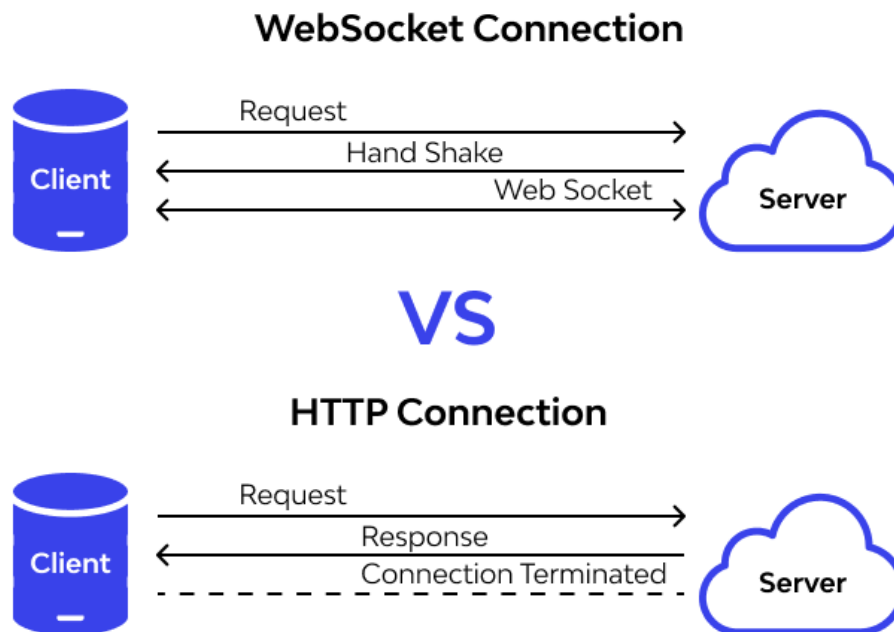 WebSocket Connection
Request
Hand Shake
Client
Web Socket
Server
VS
HTTP Connection
Request
Response
Client
Connection Terminated
Server